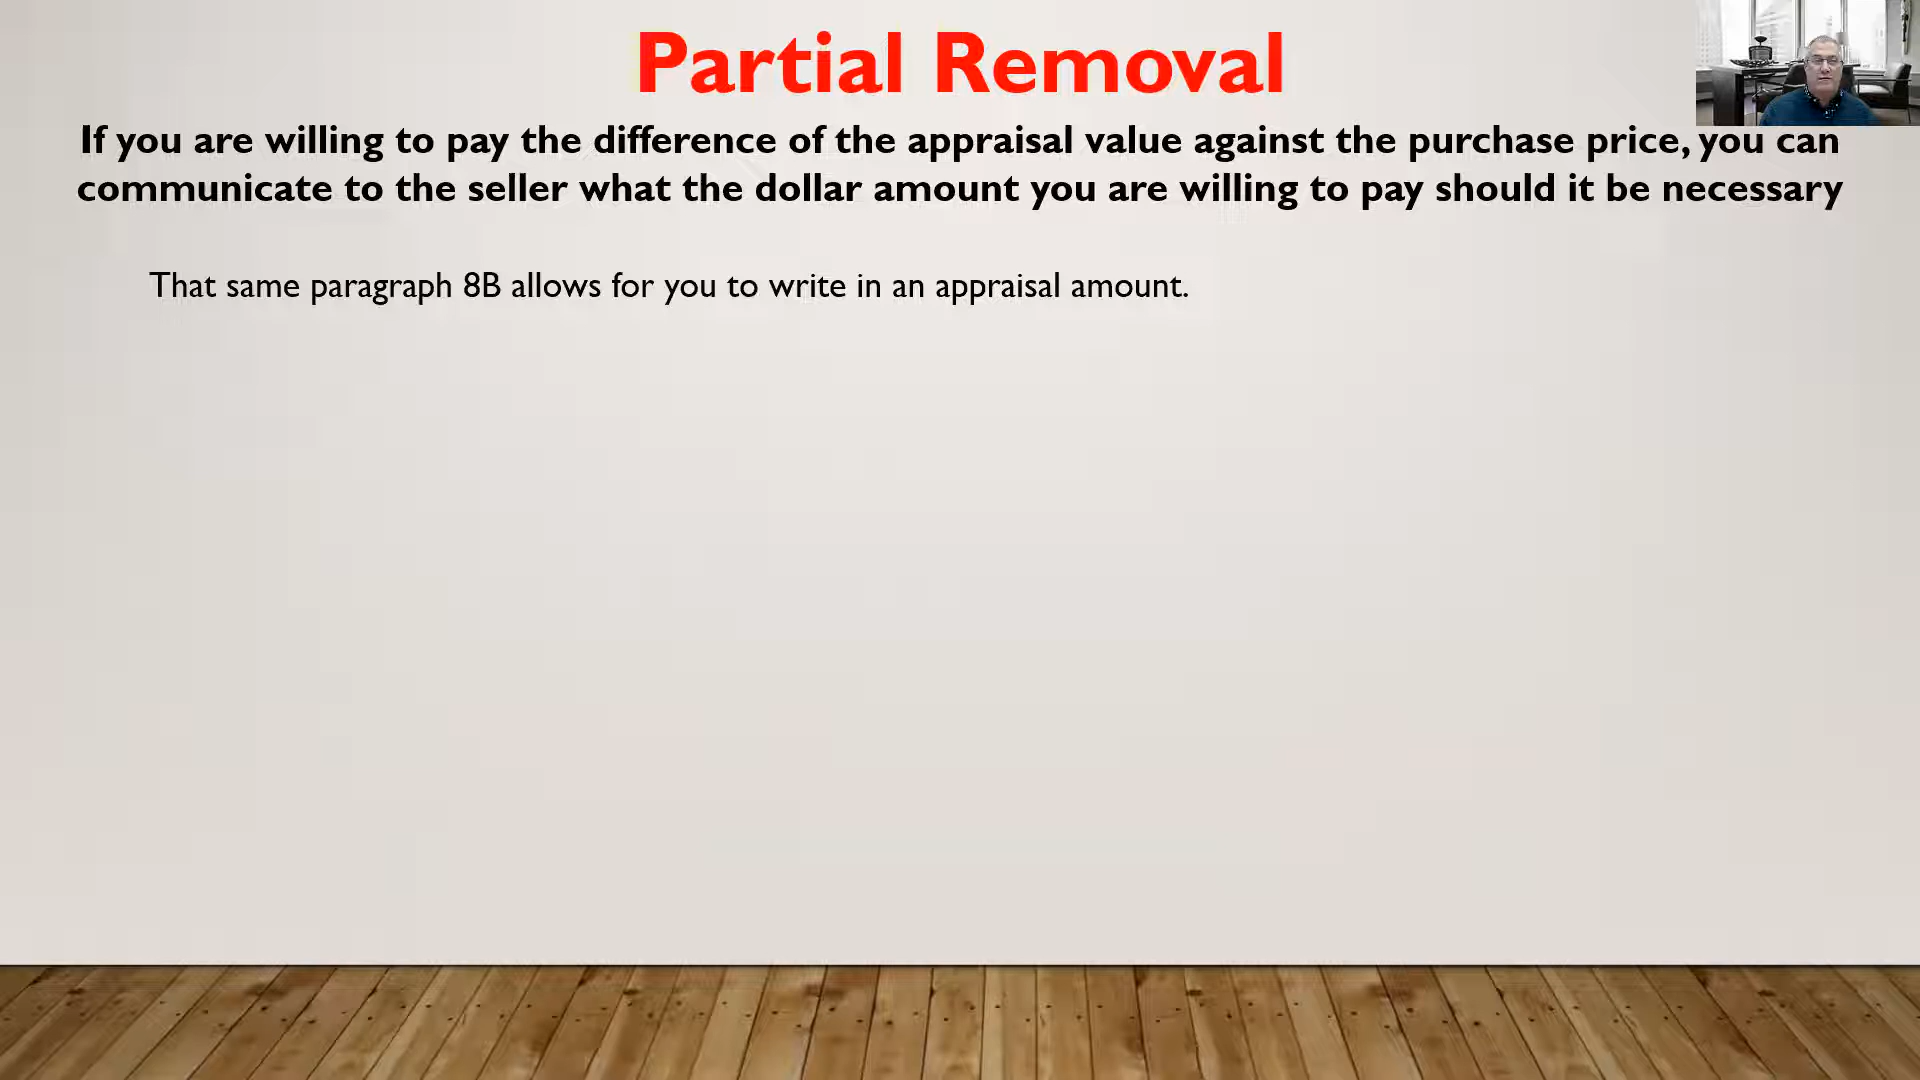 Partial Removal
If you are willing to pay the difference of the appraisal value against the purchase price, you can
communicate to the seller what the dollar amount you are willing to pay should it be necessary
That same paragraph 8B allows for you to write in an appraisal amount.